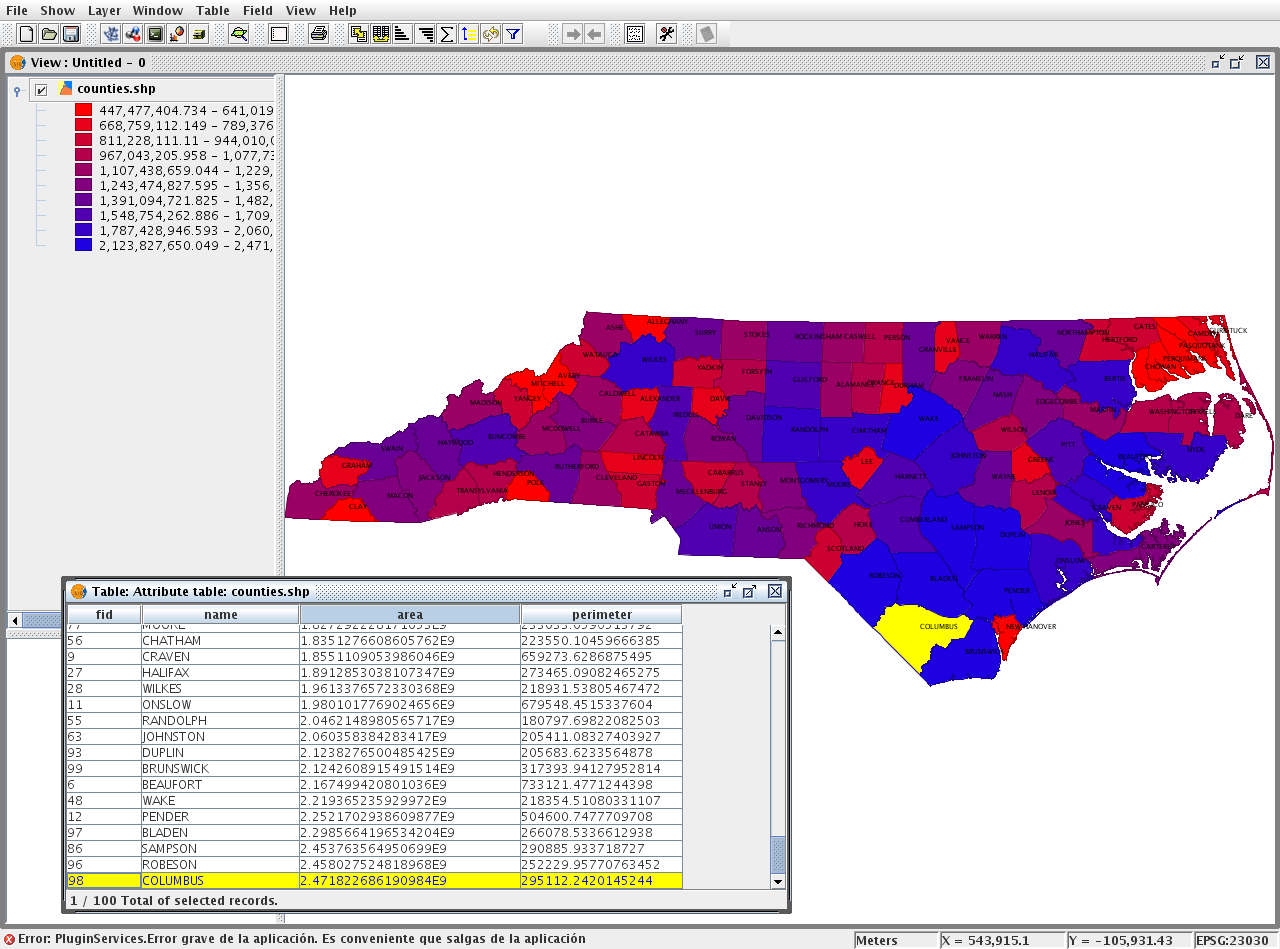 File Show Layer Window Table Field View Help
View : Untitled - 0
counties.shp
447,477,404.734 - 641,019
668,759,112.149 - 789,376
811,228,111.11 - 944,010,0
967,043,205.958 - 1,077,73
1,107,438,659.044 - 1,229,
1,243,474,827.595 - 1,356,
1,391,094,721.825 - 1,482,
1,548,754,262.886 - 1,709,
1,787,428,946.593 - 2,060,
2,123,827,650.049 - 2,471,
ASHE ALLEGHANY SURRY STOKES ROCKINGHAM CASWELL PERSON GRANVILLE VANCE WARREN NORTHAMPTON HERTFORD GATES
WATAUGA WILKES YADKIN FORSYTH GUILFORD ALAMANCE ORANGE DURHAM FRANKLIN HALIFAX BERTIE CHOWAN PERQUIMANS PASQUOTANK
MITCHELL AVERY YANCEY CALDWELL ALEXANDER IREDELL DAVIE DAVIDSON RANDOLPH CHATHAM WAKE NASH EDGECOMBE MARTIN DARE
MADISON BUNCOMBE MCDOWELL BURKE CATAWBA ROWAN JOHNSTON WILSON PITT HYDE
SWAIN HAYWOOD RUTHERFORD LINCOLN CABARRUS STANLY MONTGOMERY MOORE LEE HARNETT WAYNE GREENE
GRAHAM CHEROKEE CLAY MACON JACKSON TRANSYLVANIA HENDERSON POLK CLEVELAND GASTON MECKLENBURG LENOIR CRAVEN
UNION ANSON RICHMOND SCOTLAND HOKE CUMBERLAND SAMPSON DUPLIN JONES CARTERET
ROBESON BLADEN PENDER ONSLOW
COLUMBUS NEW HANOVER
BRUNSWICK
Table: Attribute table: counties.shp
fid name area perimeter
56 CHATHAM 1.8351276608605762E9 223550.10459666385
9 CRAVEN 1.8551109053986046E9 659273.6286875495
27 HALIFAX 1.8912853038107347E9 273465.09082465275
28 WILKES 1.9613376572330368E9 218931.53805467472
11 ONSLOW 1.9801017769024656E9 679548.4515337604
55 RANDOLPH 2.0462148980565717E9 180797.69822082503
63 JOHNSTON 2.060358384283417E9 205411.08327403927
93 DUPLIN 2.1238276500485425E9 205683.6233564878
99 BRUNSWICK 2.1242608915491514E9 317393.94127952814
6 BEAUFORT 2.167499420801036E9 733121.4771244398
48 WAKE 2.219365235929972E9 218354.51080331107
12 PENDER 2.2521702938609877E9 504600.7477709708
97 BLADEN 2.2985664196534204E9 266078.5336612938
86 SAMPSON 2.453763564950699E9 290885.933718727
96 ROBESON 2.458027524818968E9 252229.95770763452
98 COLUMBUS 2.471822686190984E9 295112.2420145244
1 / 100 Total of selected records.
Error: PluginServices.Error grave de la aplicación. Es conveniente que salgas de la aplicación
Meters X = 543,915.1 Y = -105,931.43 EPSG:23030